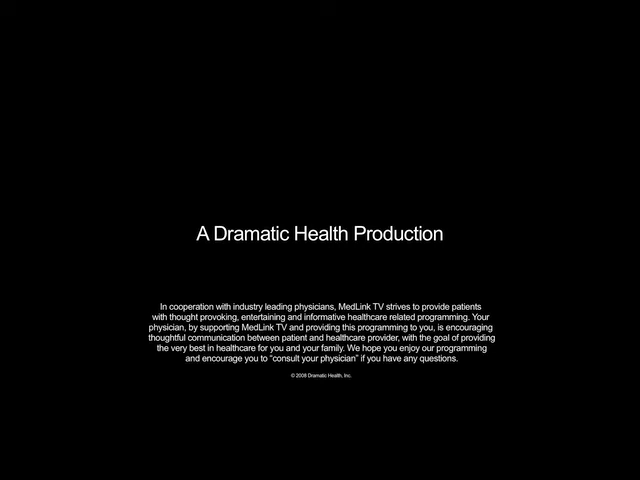 A Dramatic Health Production
In cooperation with industry leading physicians, MedLink TV strives to provide patients
with thought provoking, entertaining and informative healthcare related programming. Your
physician, by supporting MedLink TV and providing this programming to you, is encouraging
thoughtful communication between patient and healthcare provider, with the goal of providing
the very best in healthcare for you and your family. We hope you enjoy our programming
and encourage you to “consult your physician” if you have any questions.
© 2008 Dramatic Health, Inc.